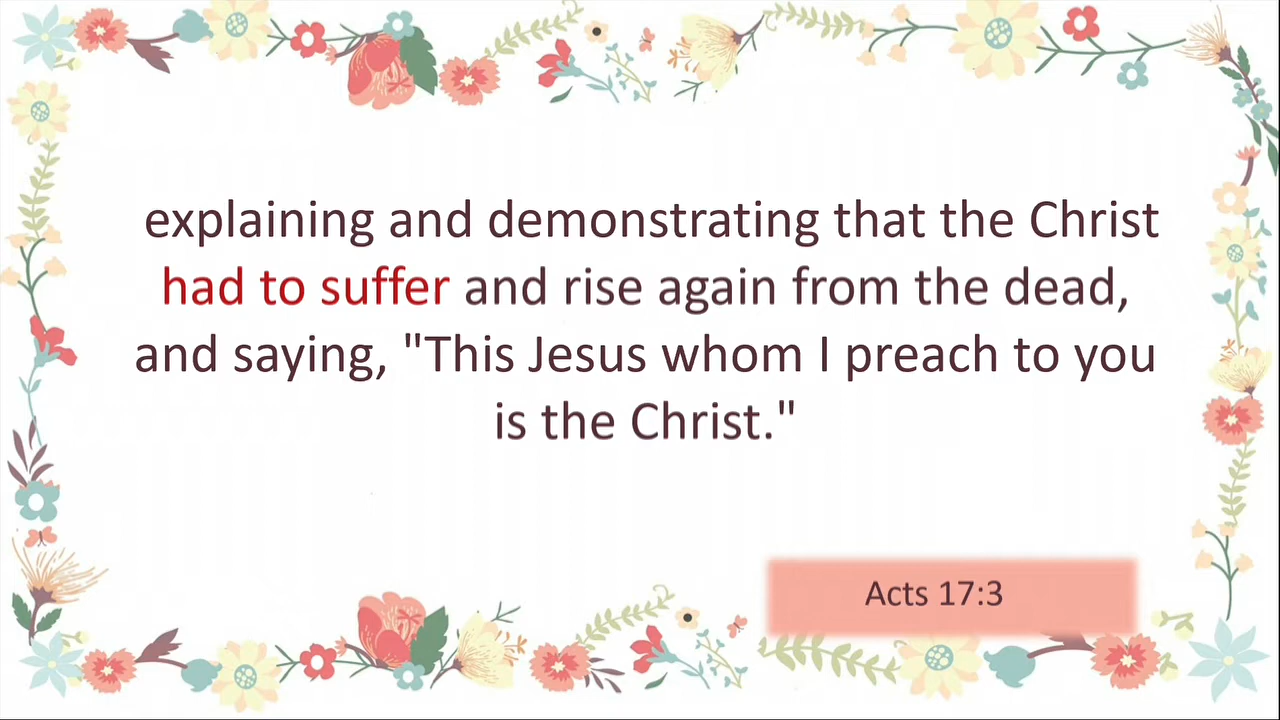 explaining and demonstrating that the Christ
had to suffer and rise again from the dead,
and saying, "This Jesus whom I preach to you
is the Christ."
Acts 17:3